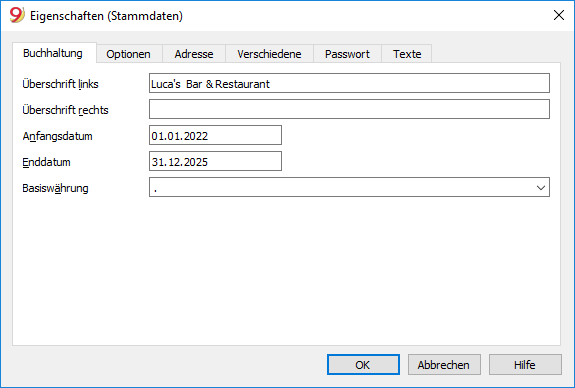 Eigenschaften (Stammdaten)
Buchhaltung Optionen Adresse Verschiedene Passwort Texte
Überschrift links Luca's Bar & Restaurant
Überschrift rechts
Anfangsdatum 01.01.2022
Enddatum 31.12.2025
Basiswährung .
OK Abbrechen Hilfe